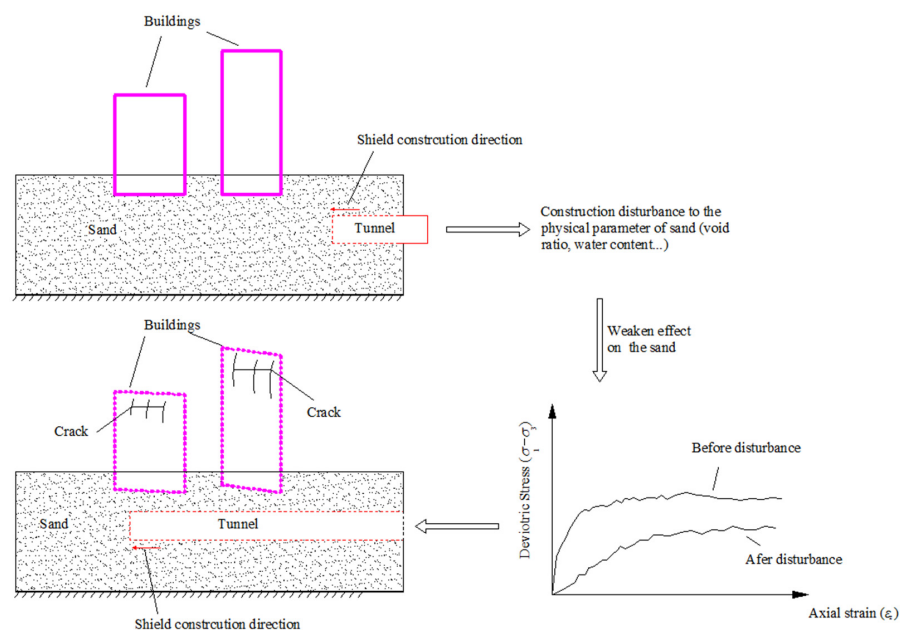 Buildings
Shield constrcution direction
Sand
Tunnel
Construction disturbance to the
physical parameter of sand (void
ratio, water content...)
Weaken effect
on the sand
Buildings
Crack
Crack
Sand
Tunnel
Shield constrcution direction
Deviotric Stress (σ₁−σ₃)
Before disturbance
Afer disturbance
Axial strain (ε)